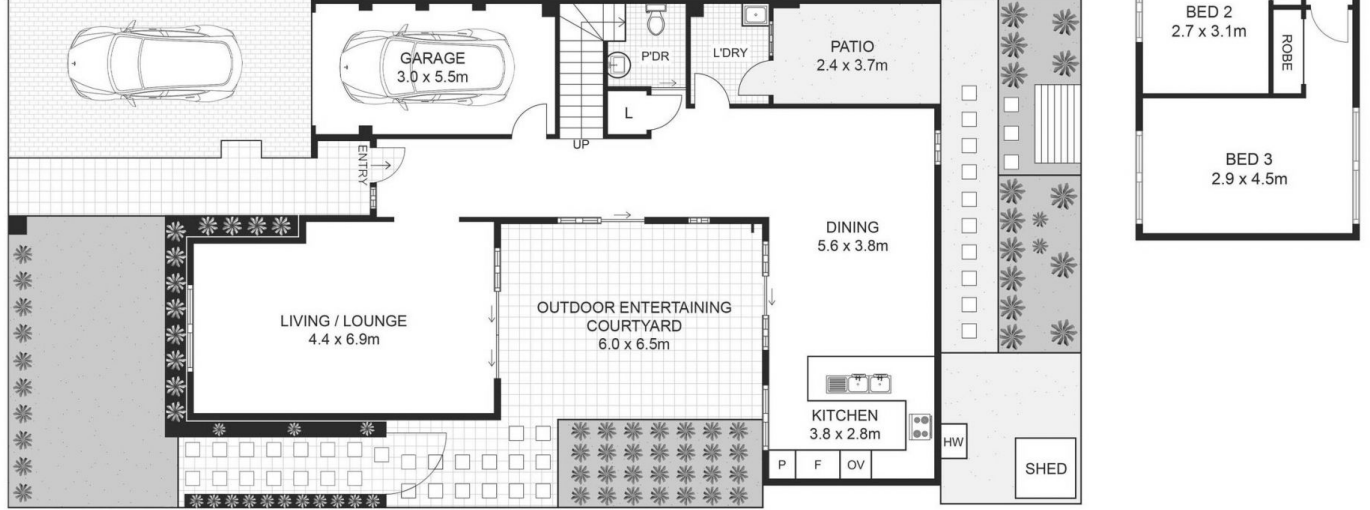 GARAGE
3.0 x 5.5m
P'DR
L'DRY
PATIO
2.4 x 3.7m
L
UP
ENTRY
DINING
5.6 x 3.8m
LIVING / LOUNGE
4.4 x 6.9m
OUTDOOR ENTERTAINING
COURTYARD
6.0 x 6.5m
KITCHEN
3.8 x 2.8m
P
F
OV
HW
SHED
BED 2
2.7 x 3.1m
ROBE
BED 3
2.9 x 4.5m